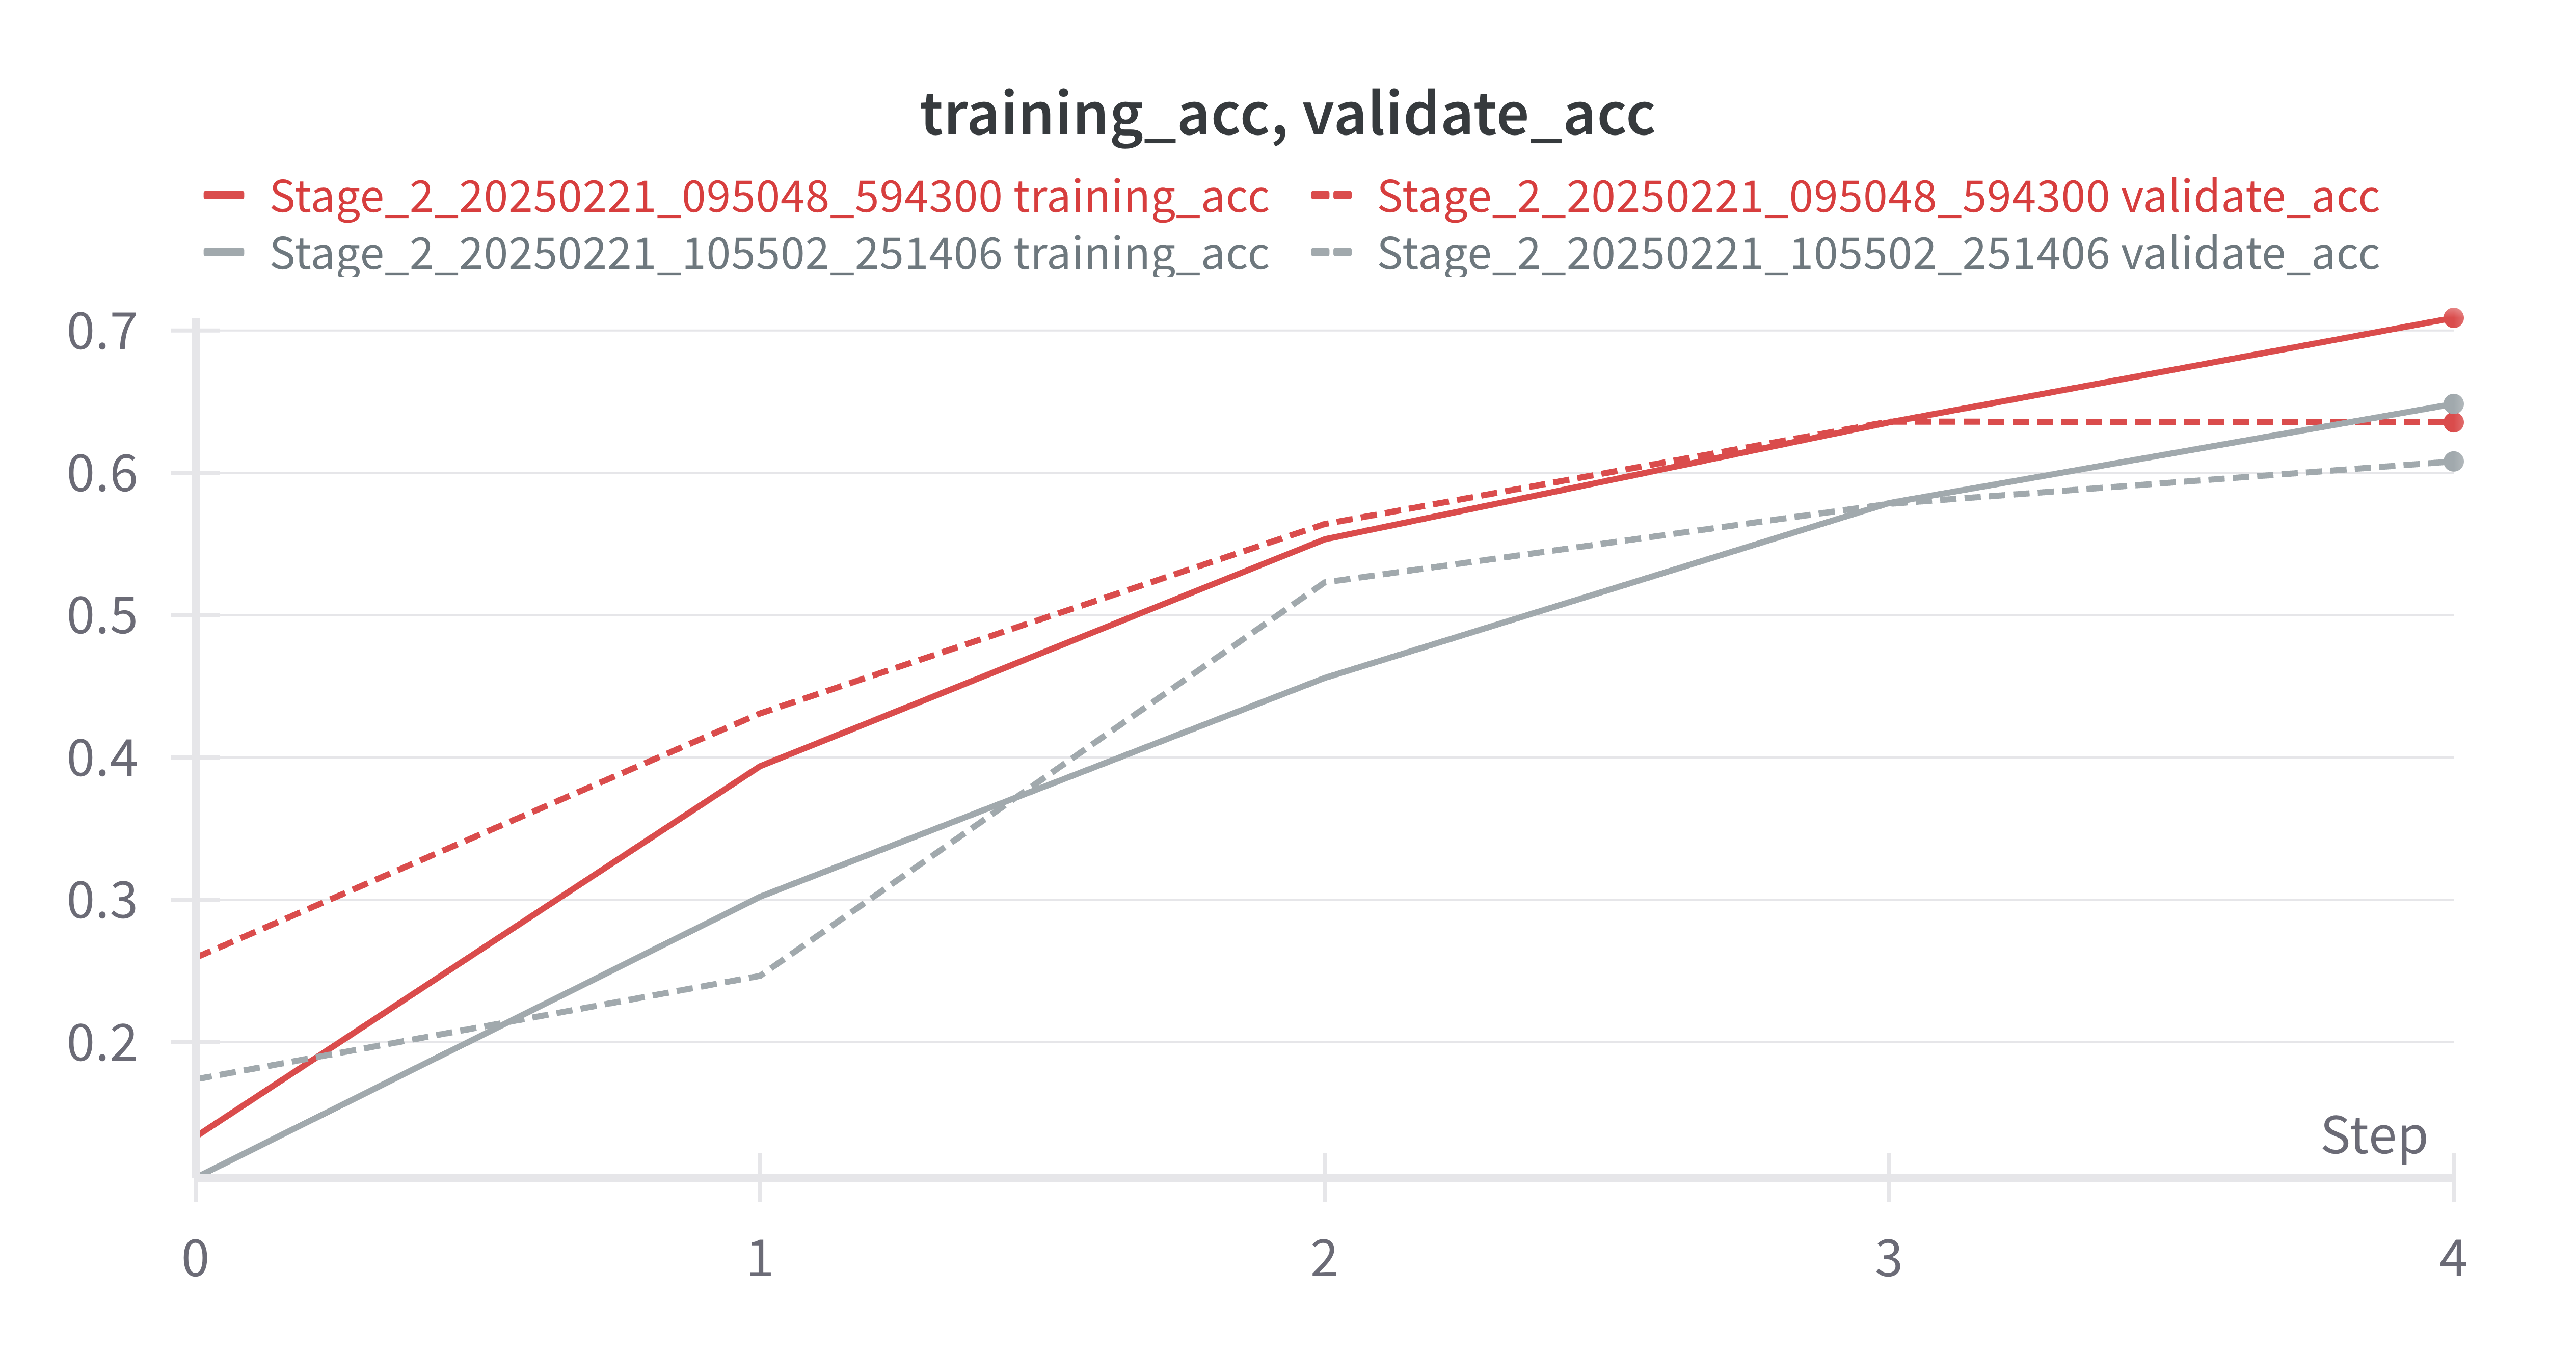 training_acc, validate_acc
Stage_2_20250221_095048_594300 training_acc Stage_2_20250221_095048_594300 validate_acc
Stage_2_20250221_105502_251406 training_acc Stage_2_20250221_105502_251406 validate_acc
0.7
0.6
0.5
0.4
0.3
0.2
Step
0 1 2 3 4